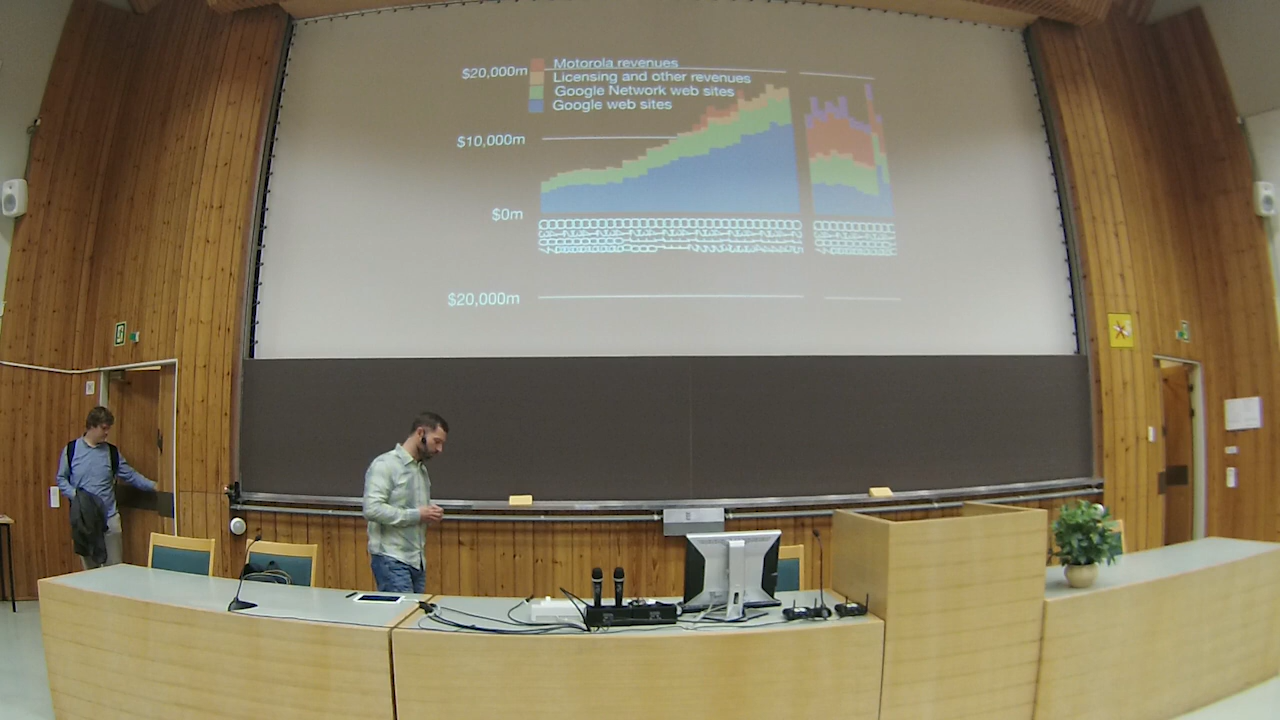 Motorola revenues
$20,000m
Licensing and other revenues
Google Network web sites
Google web sites
$10,000m
$0m
$20,000m